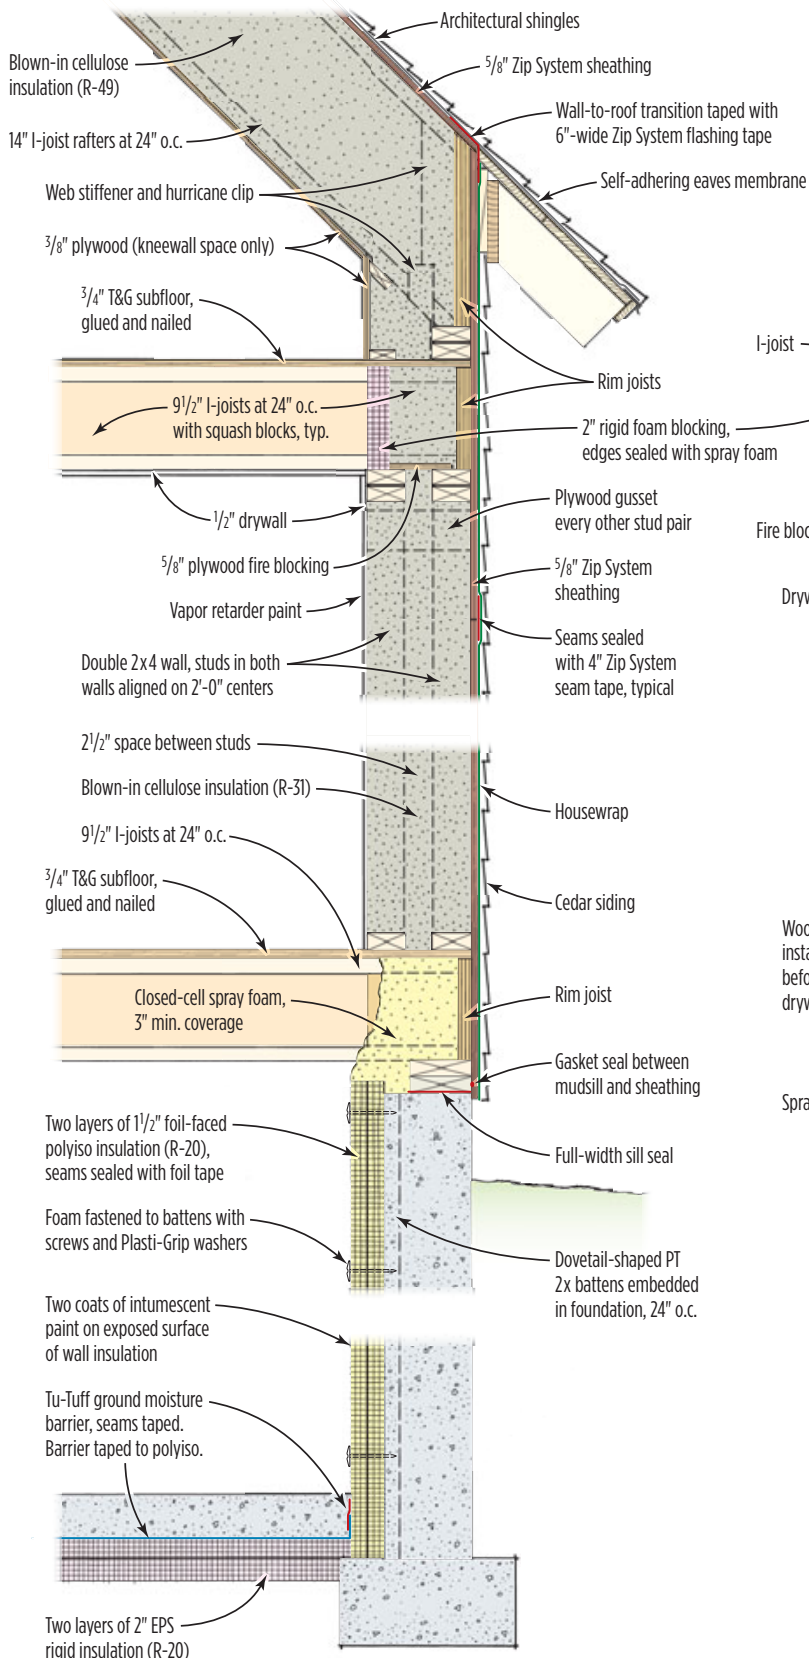 Architectural shingles
Blown-in cellulose
insulation (R-49)
5/8" Zip System sheathing
Wall-to-roof transition taped with
6"-wide Zip System flashing tape
14" I-joist rafters at 24" o.c.
Self-adhering eaves membrane
Web stiffener and hurricane clip
3/8" plywood (kneewall space only)
3/4" T&G subfloor,
glued and nailed
I-joist
Rim joists
9 1/2" I-joists at 24" o.c.
with squash blocks, typ.
2" rigid foam blocking,
edges sealed with spray foam
Plywood gusset
every other stud pair
1/2" drywall
Fire bloc
5/8" plywood fire blocking
5/8" Zip System
sheathing
Dryw
Vapor retarder paint
Seams sealed
with 4" Zip System
seam tape, typical
Double 2x4 wall, studs in both
walls aligned on 2'-0" centers
2 1/2" space between studs
Blown-in cellulose insulation (R-31)
Housewrap
9 1/2" I-joists at 24" o.c.
3/4" T&G subfloor,
glued and nailed
Cedar siding
Woo
insta
befo
dryw
Closed-cell spray foam,
3" min. coverage
Rim joist
Gasket seal between
mudsill and sheathing
Spra
Two layers of 1 1/2" foil-faced
polyiso insulation (R-20),
seams sealed with foil tape
Full-width sill seal
Foam fastened to battens with
screws and Plasti-Grip washers
Dovetail-shaped PT
2x battens embedded
in foundation, 24" o.c.
Two coats of intumescent
paint on exposed surface
of wall insulation
Tu-Tuff ground moisture
barrier, seams taped.
Barrier taped to polyiso.
Two layers of 2" EPS
rigid insulation (R-20)